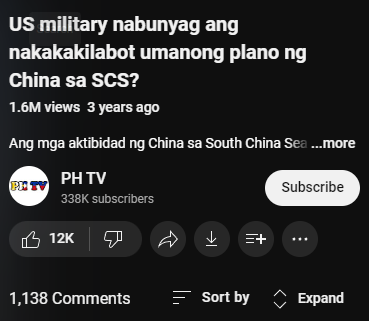 US military nabunyag ang
nakakakilabot umanong plano ng
China sa SCS?
1.6M views 3 years ago
Ang mga aktibidad ng China sa South China Sea ...more
PH TV
PH TV
338K subscribers
Subscribe
12K
1,138 Comments
Sort by
Expand